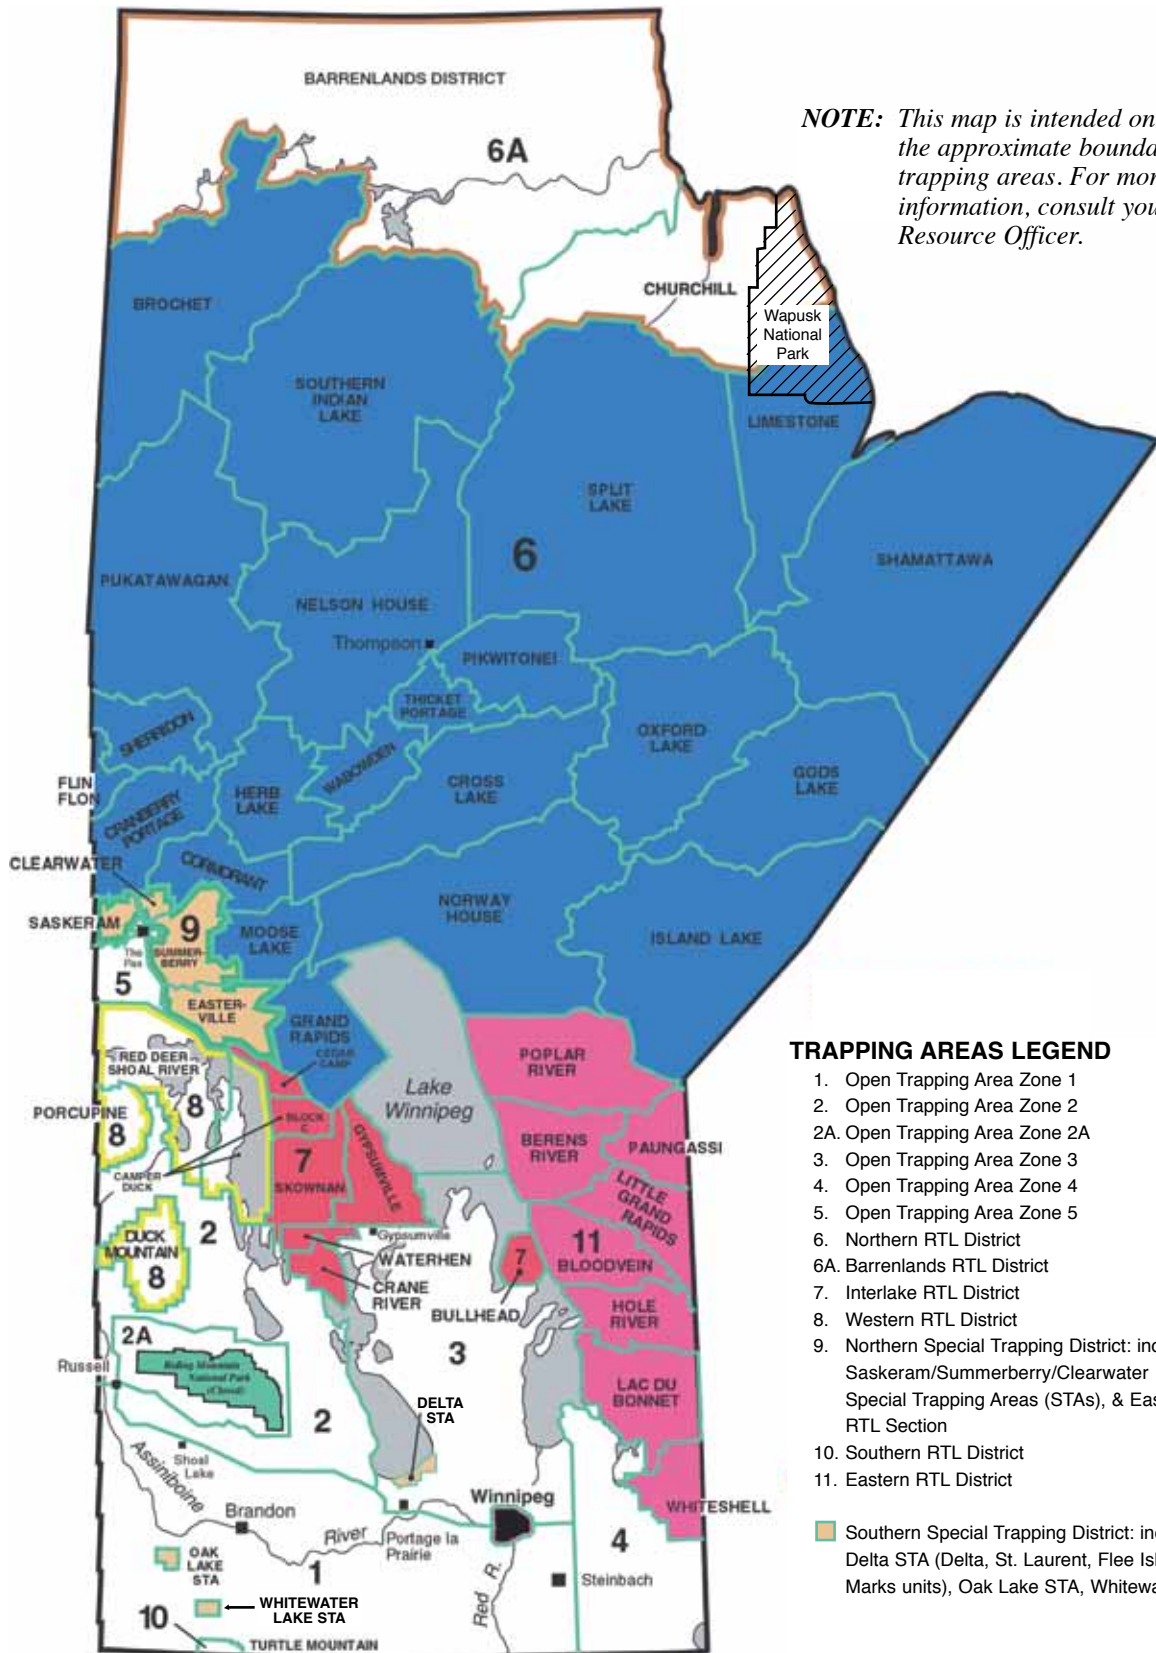 BARRENLANDS DISTRICT
6A
NOTE: This map is intended on
the approximate bounda
trapping areas. For mor
information, consult you
Resource Officer.
CHURCHILL
Wapusk
National
Park
BROCHET
SOUTHERN
INDIAN
LAKE
LIMESTONE
SPLIT
LAKE
6
SHAMATTAWA
PUKATAWAGAN
NELSON HOUSE
Thompson
PIKWITONEI
THICKET
PORTAGE
SHERRIDON
OXFORD
LAKE
WABOWDEN
FLIN
FLON
HERB
LAKE
CROSS
LAKE
GODS
LAKE
CRANBERRY
PORTAGE
CLEARWATER
CORMORANT
NORWAY
HOUSE
SASKERAM
9
MOOSE
LAKE
ISLAND LAKE
The
Pas
SUMMER-
BERRY
5
EASTER-
VILLE
GRAND
RAPIDS
CEDAR
CAMP
RED DEER
SHOAL RIVER
POPLAR
RIVER
Lake
Winnipeg
PORCUPINE
8
8
BLOCK
C
GYPSUMVILLE
BERENS
RIVER
PAUNGASSI
7
SKOWNAN
CAMPER
DUCK
LITTLE
GRAND
RAPIDS
2
DUCK
MOUNTAIN
8
Gypsumville
WATERHEN
7
11
BLOODVEIN
CRANE
RIVER
BULLHEAD
HOLE
RIVER
2A
3
Russell
Riding Mountain
National Park
(Closed)
LAC DU
BONNET
2
DELTA
STA
Shoal
Lake
Assiniboine
Winnipeg
WHITESHELL
Brandon
River
Portage la
Prairie
4
OAK
LAKE
STA
1
Red R.
Steinbach
WHITEWATER
LAKE STA
10
TURTLE MOUNTAIN
TRAPPING AREAS LEGEND
1. Open Trapping Area Zone 1
2. Open Trapping Area Zone 2
2A. Open Trapping Area Zone 2A
3. Open Trapping Area Zone 3
4. Open Trapping Area Zone 4
5. Open Trapping Area Zone 5
6. Northern RTL District
6A. Barrenlands RTL District
7. Interlake RTL District
8. Western RTL District
9. Northern Special Trapping District: inc
Saskeram/Summerberry/Clearwater
Special Trapping Areas (STAs), & Eas
RTL Section
10. Southern RTL District
11. Eastern RTL District
Southern Special Trapping District: inc
Delta STA (Delta, St. Laurent, Flee Isl
Marks units), Oak Lake STA, Whitewa